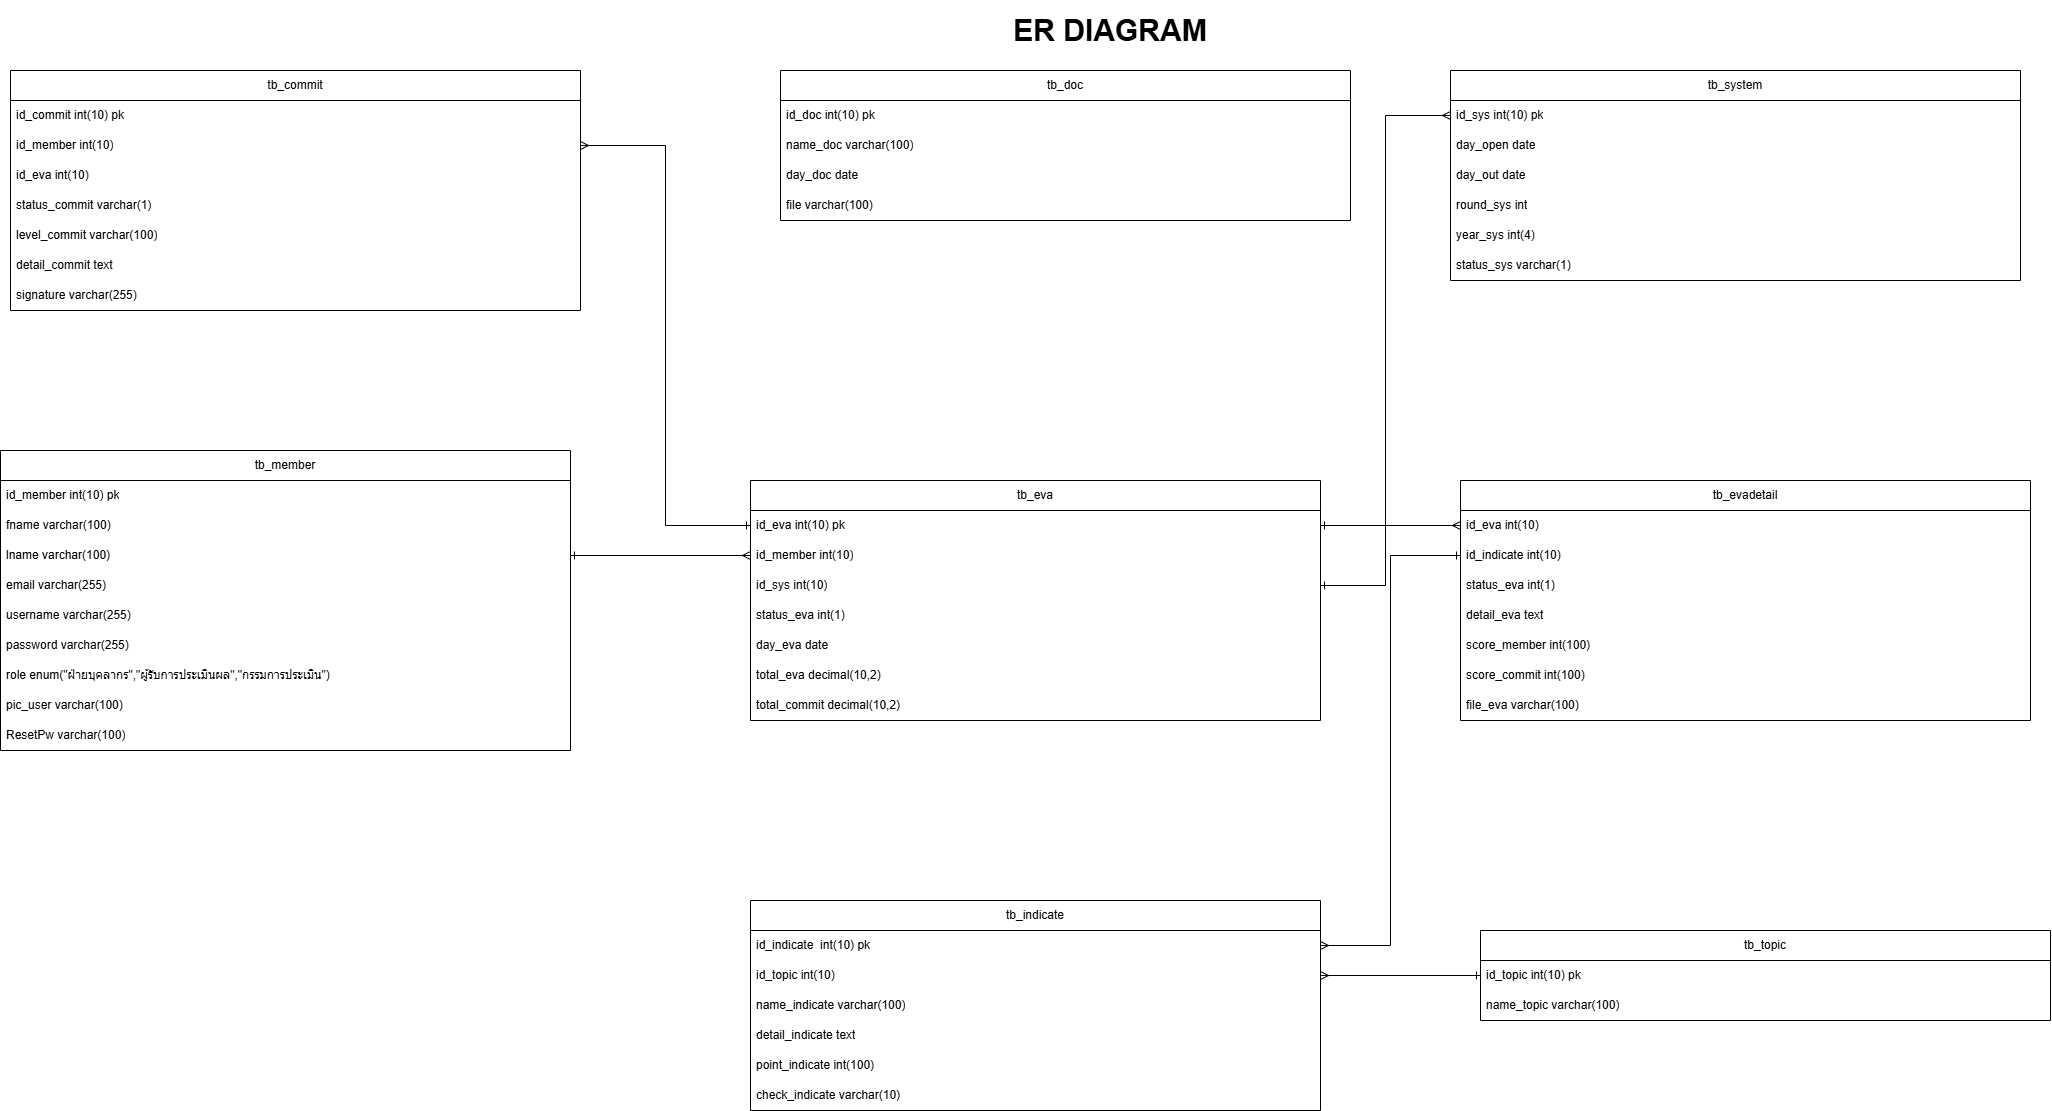 ER DIAGRAM
tb_commit
id_commit int(10) pk
id_member int(10)
id_eva int(10)
status_commit varchar(1)
level_commit varchar(100)
detail_commit text
signature varchar(255)
tb_doc
id_doc int(10) pk
name_doc varchar(100)
day_doc date
file varchar(100)
tb_system
id_sys int(10) pk
day_open date
day_out date
round_sys int
year_sys int(4)
status_sys varchar(1)
tb_member
id_member int(10) pk
fname varchar(100)
lname varchar(100)
email varchar(255)
username varchar(255)
password varchar(255)
role enum("ฝ่ายบุคลากร","ผู้รับการประเมินผล","กรรมการประเมิน")
pic_user varchar(100)
ResetPw varchar(100)
tb_eva
id_eva int(10) pk
id_member int(10)
id_sys int(10)
status_eva int(1)
day_eva date
total_eva decimal(10,2)
total_commit decimal(10,2)
tb_evadetail
id_eva int(10)
id_indicate int(10)
status_eva int(1)
detail_eva text
score_member int(100)
score_commit int(100)
file_eva varchar(100)
tb_indicate
id_indicate  int(10) pk
id_topic int(10)
name_indicate varchar(100)
detail_indicate text
point_indicate int(100)
check_indicate varchar(10)
tb_topic
id_topic int(10) pk
name_topic varchar(100)